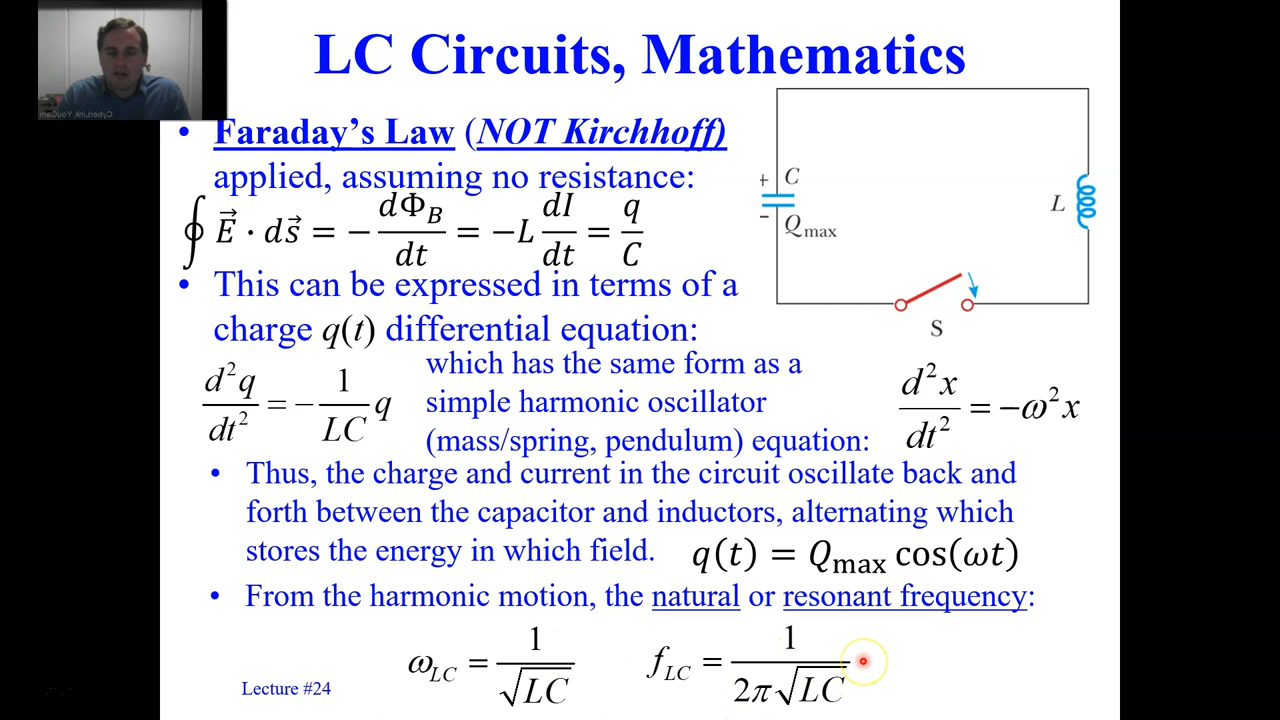 LC Circuits, Mathematics
• Faraday's Law (NOT Kirchhoff)
applied, assuming no resistance:
∮ E⃗ · ds⃗ = − dΦ_B/dt = −L dI/dt = q/C
• This can be expressed in terms of a
charge q(t) differential equation:
d²q/dt² = − 1/LC q
which has the same form as a
simple harmonic oscillator
(mass/spring, pendulum) equation:
d²x/dt² = −ω²x
• Thus, the charge and current in the circuit oscillate back and
forth between the capacitor and inductors, alternating which
stores the energy in which field. q(t) = Q_max cos(ωt)
• From the harmonic motion, the natural or resonant frequency:
ω_LC = 1/√LC f_LC = 1/2π√LC
Lecture #24
+ C
− Q_max
L
S
CyberLink YouCam